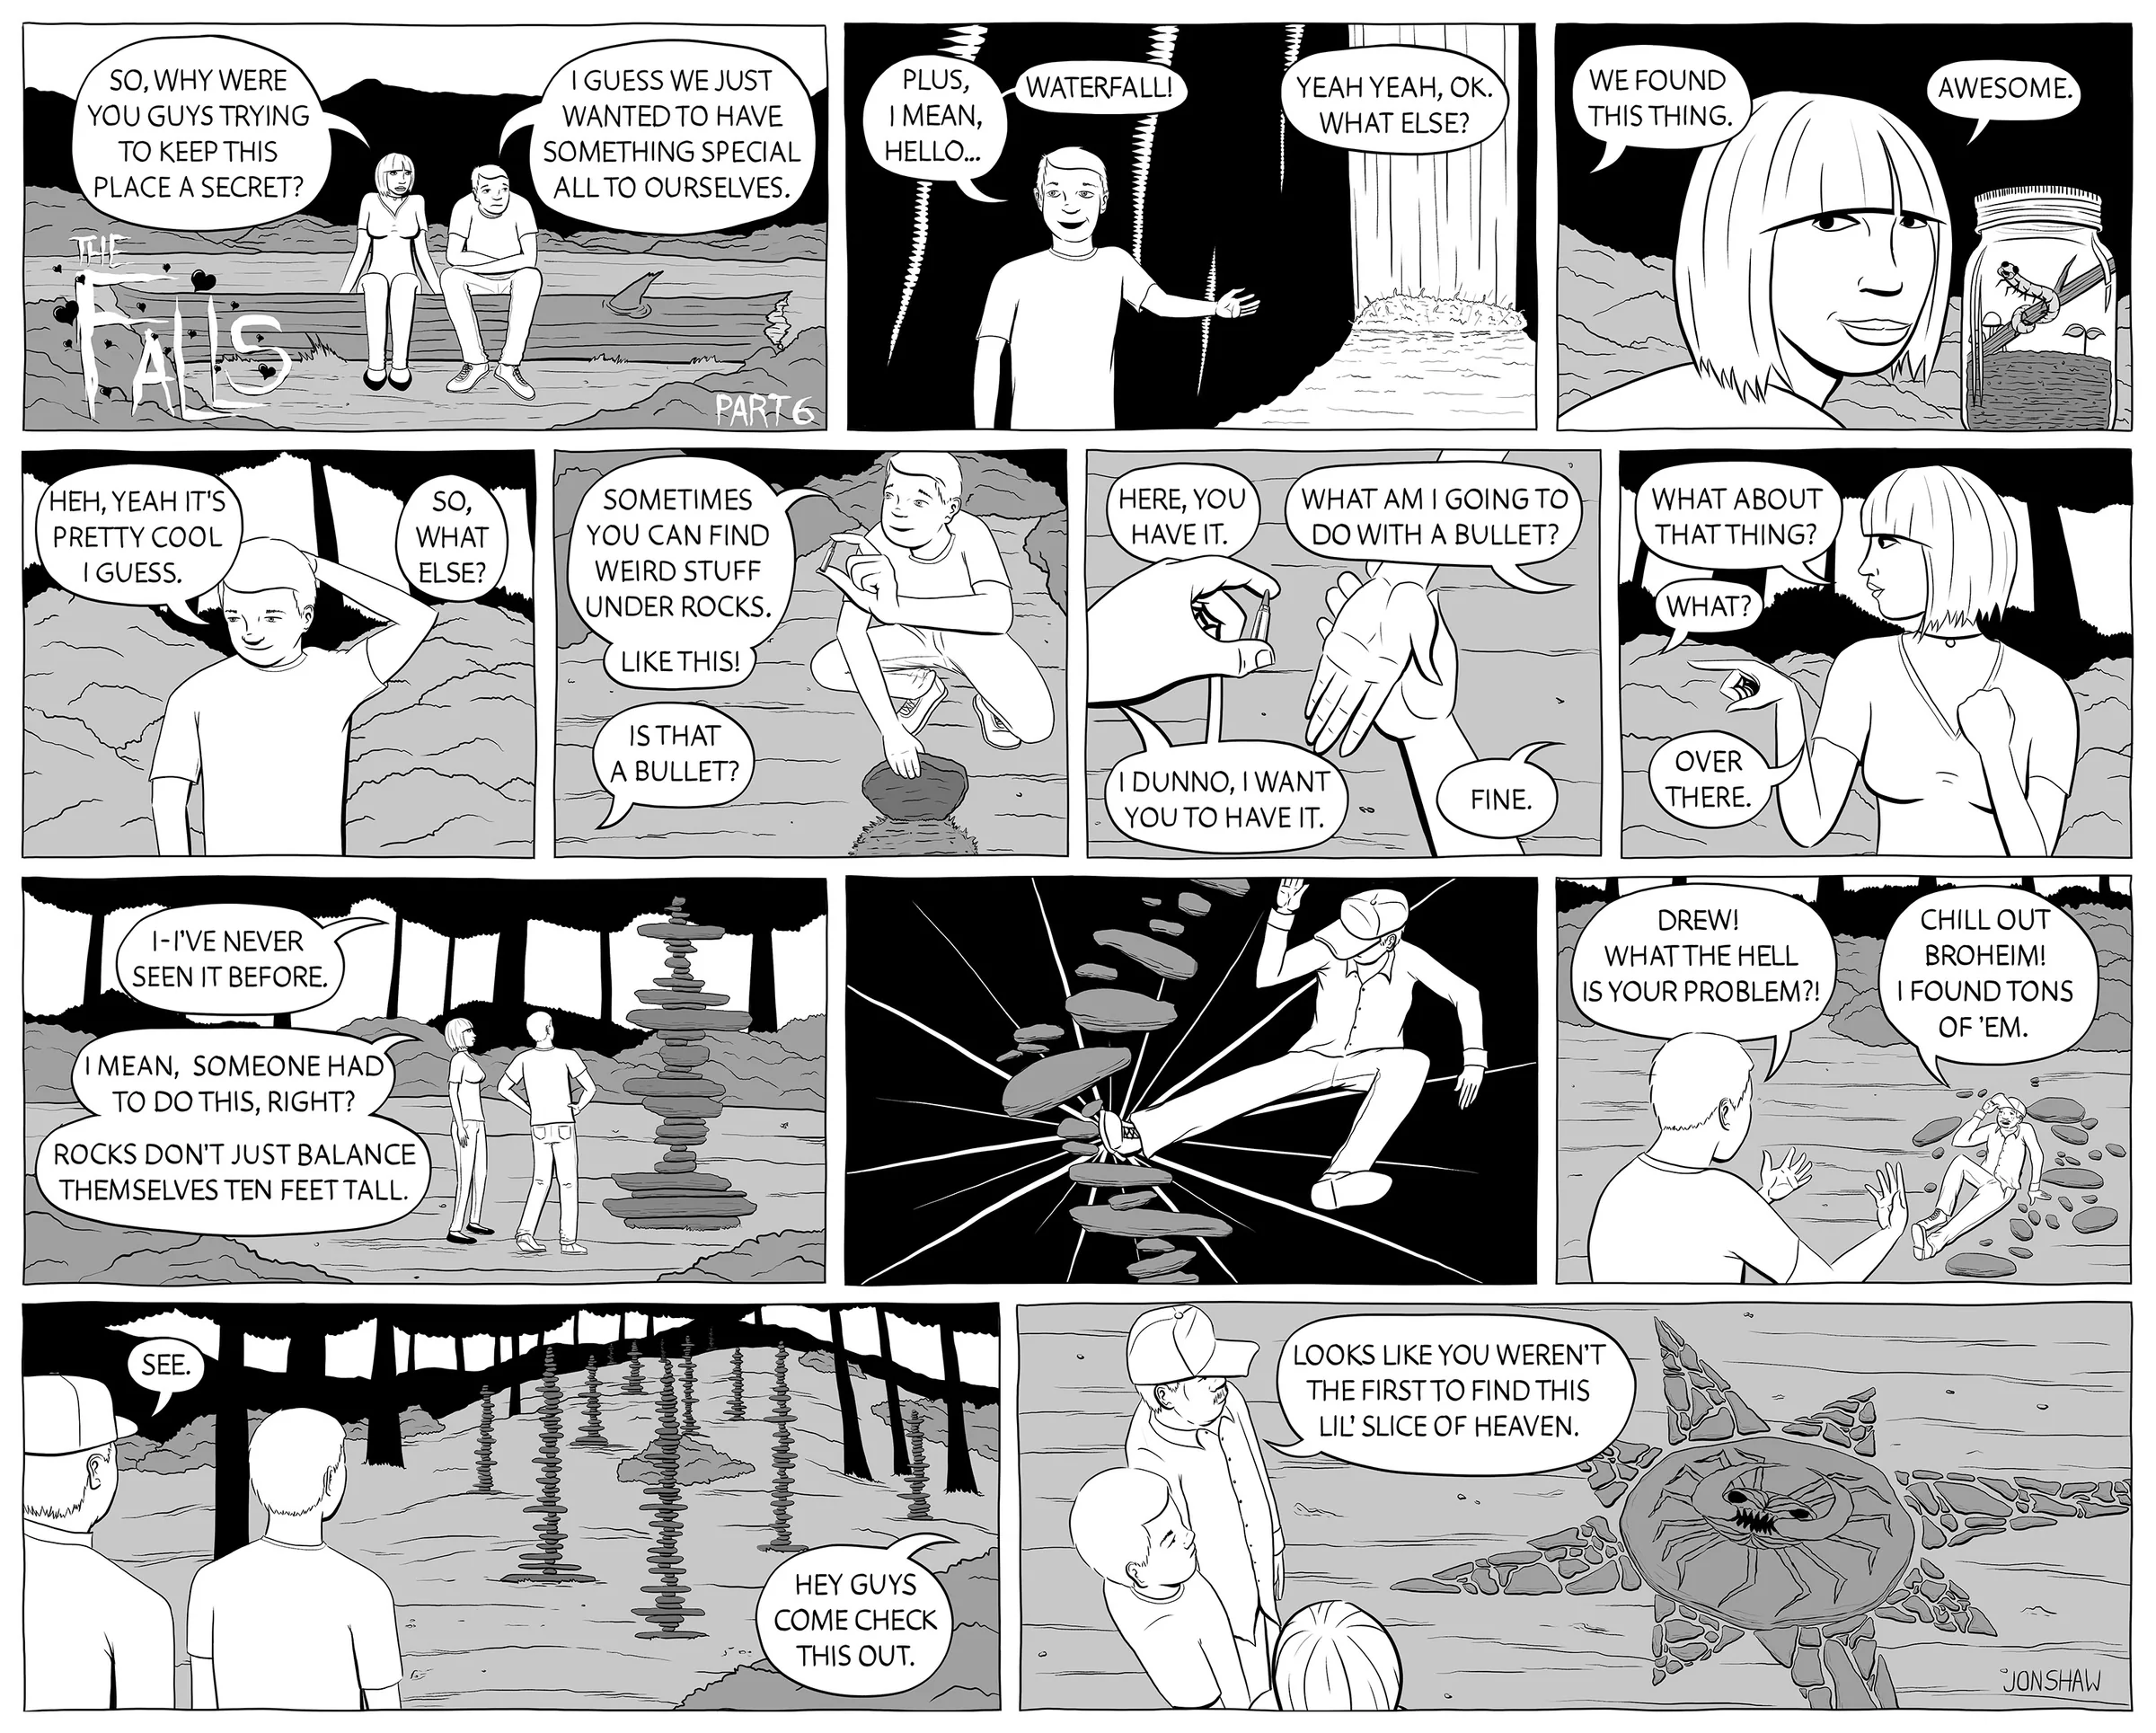 SO, WHY WERE
YOU GUYS TRYING
TO KEEP THIS
PLACE A SECRET?
I GUESS WE JUST
WANTED TO HAVE
SOMETHING SPECIAL
ALL TO OURSELVES.
THE
FALLS
PART 6
PLUS,
I MEAN,
HELLO...
WATERFALL!
YEAH YEAH, OK.
WHAT ELSE?
WE FOUND
THIS THING.
AWESOME.
HEH, YEAH IT'S
PRETTY COOL
I GUESS.
SO,
WHAT
ELSE?
SOMETIMES
YOU CAN FIND
WEIRD STUFF
UNDER ROCKS.
LIKE THIS!
IS THAT
A BULLET?
HERE, YOU
HAVE IT.
WHAT AM I GOING TO
DO WITH A BULLET?
I DUNNO, I WANT
YOU TO HAVE IT.
FINE.
WHAT ABOUT
THAT THING?
WHAT?
OVER
THERE.
I-I'VE NEVER
SEEN IT BEFORE.
I MEAN, SOMEONE HAD
TO DO THIS, RIGHT?
ROCKS DON'T JUST BALANCE
THEMSELVES TEN FEET TALL.
DREW!
WHAT THE HELL
IS YOUR PROBLEM?!
CHILL OUT
BROHEIM!
I FOUND TONS
OF 'EM.
SEE.
HEY GUYS
COME CHECK
THIS OUT.
LOOKS LIKE YOU WEREN'T
THE FIRST TO FIND THIS
LIL' SLICE OF HEAVEN.
JONSHAW